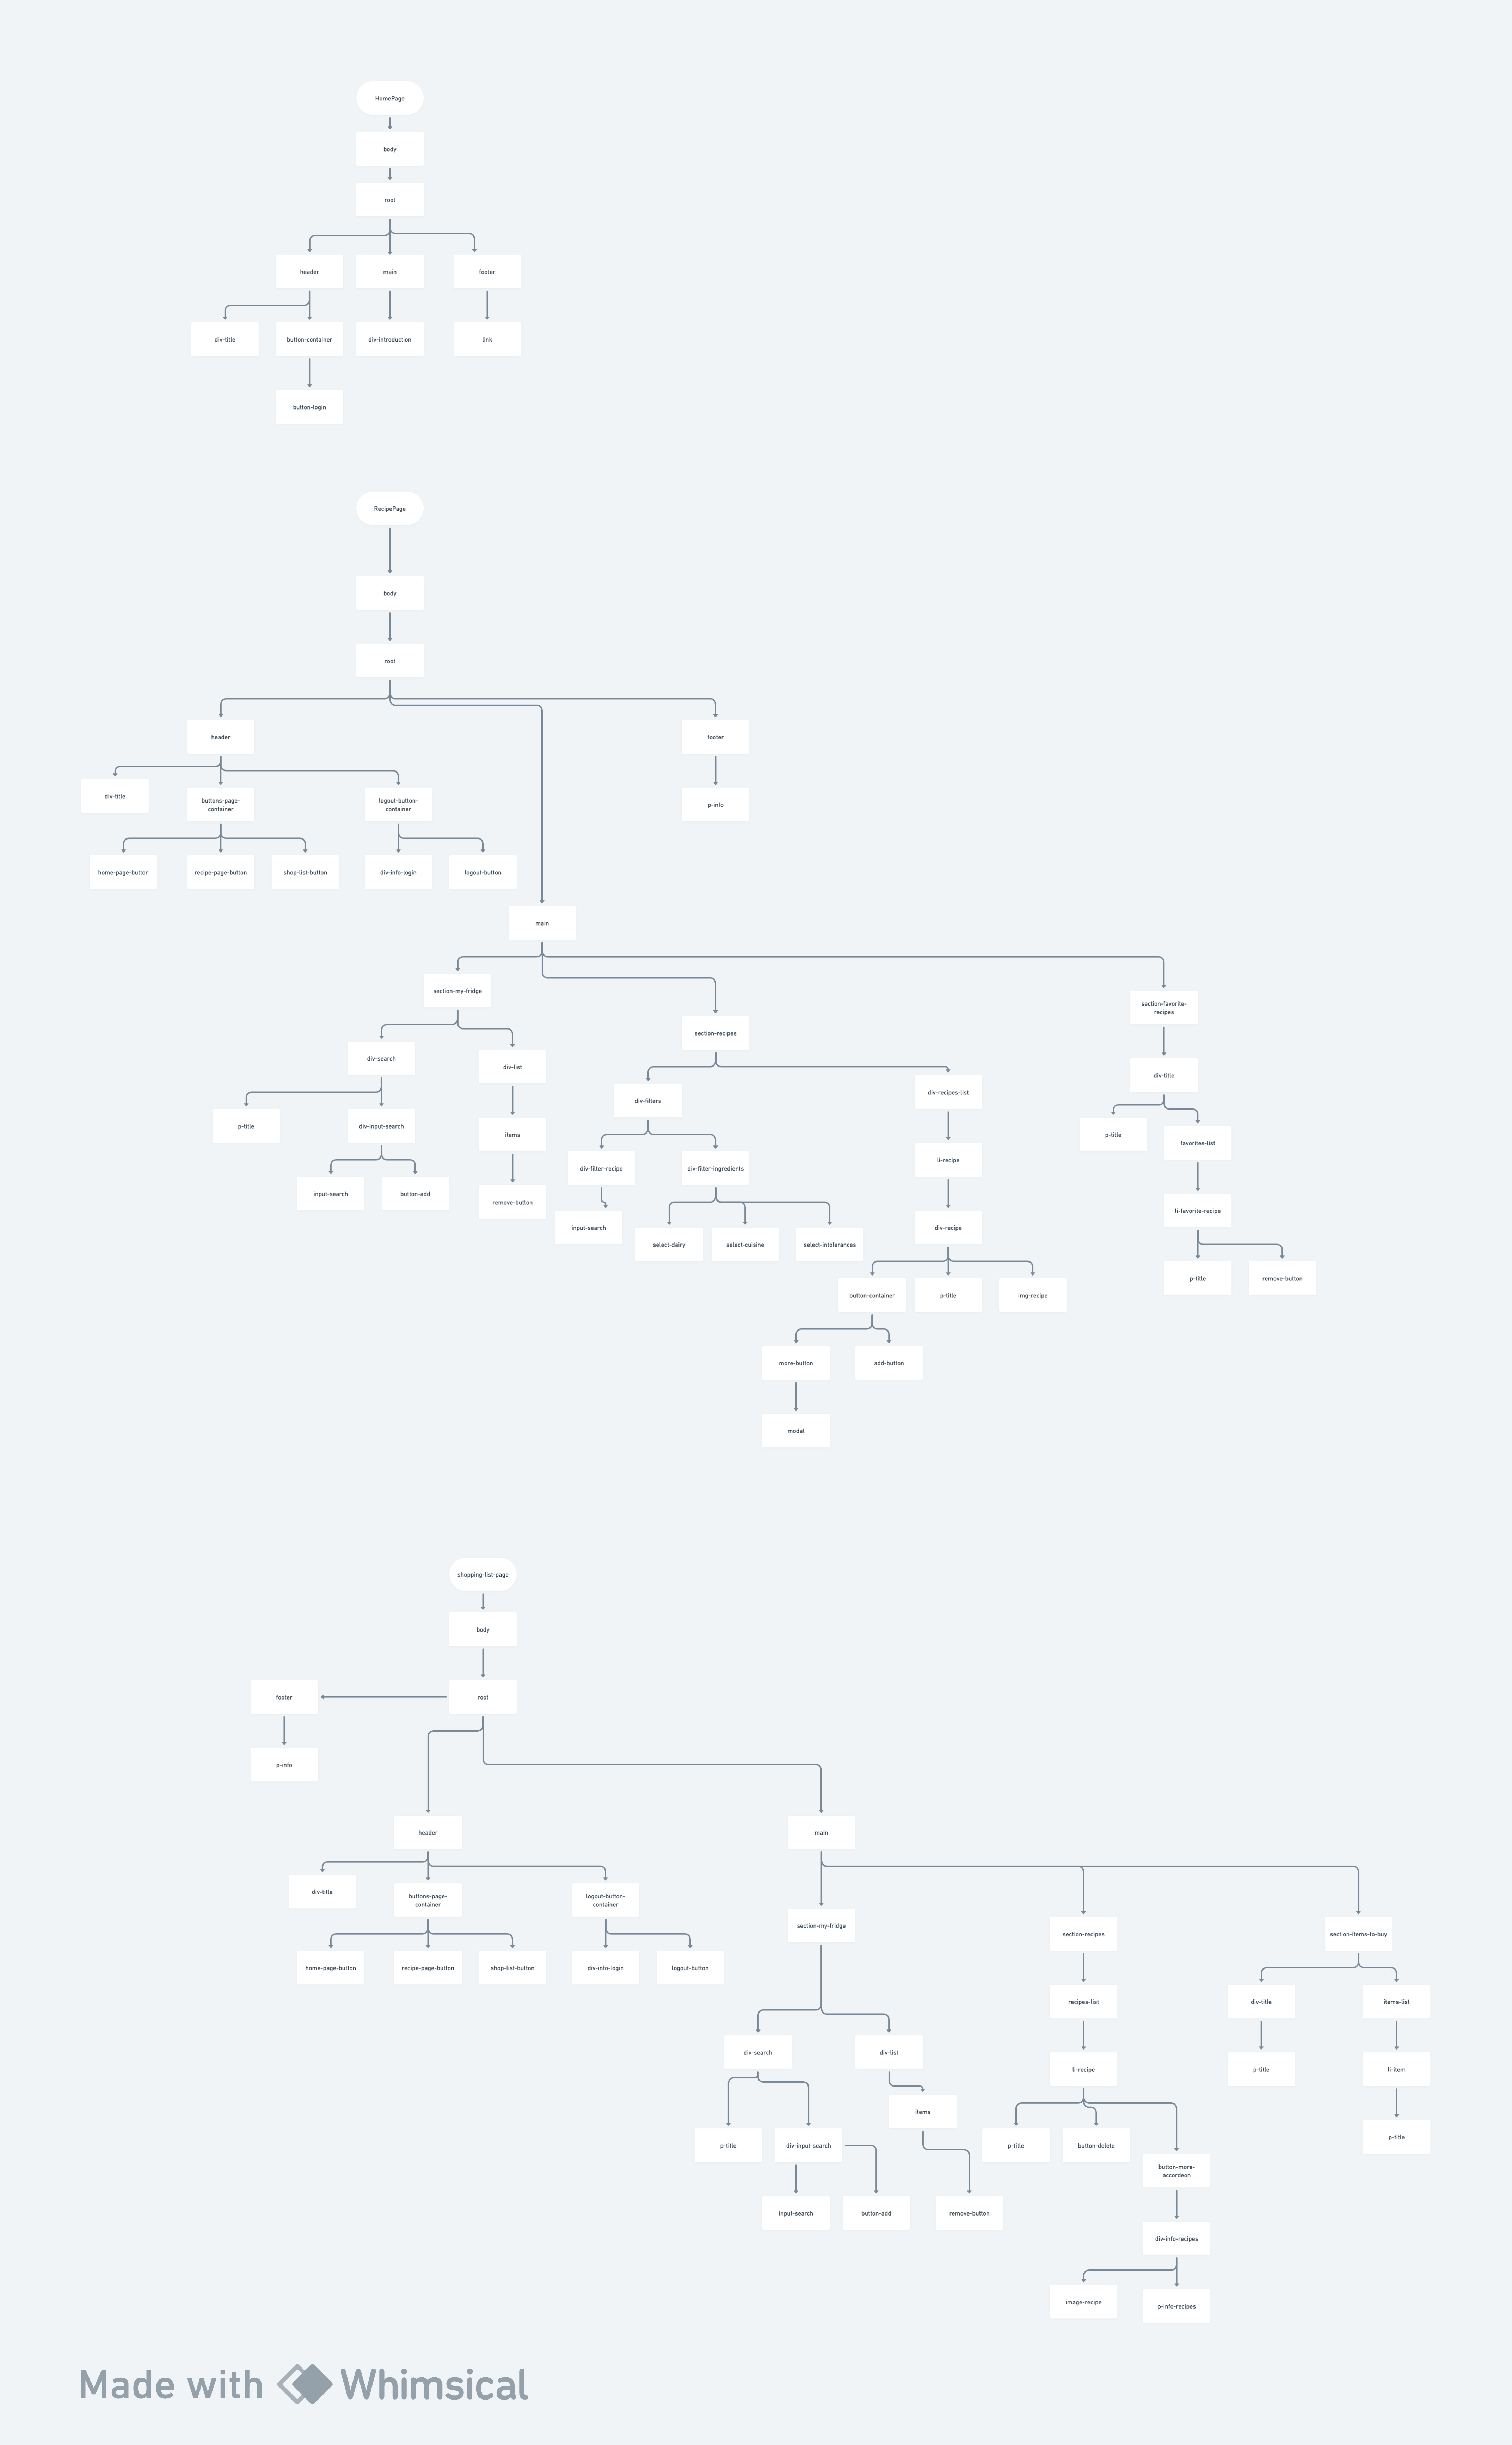 HomePage
body
root
header
main
footer
div-title
button-container
div-introduction
link
button-login
RecipePage
body
root
header
footer
div-title
buttons-page-
container
logout-button-
container
p-info
home-page-button
recipe-page-button
shop-list-button
div-info-login
logout-button
main
section-my-fridge
section-favorite-
recipes
section-recipes
div-search
div-list
div-title
div-filters
div-recipes-list
p-title
div-input-search
items
p-title
favorites-list
div-filter-recipe
div-filter-ingredients
li-recipe
input-search
button-add
remove-button
li-favorite-recipe
input-search
div-recipe
select-dairy
select-cuisine
select-intolerances
p-title
remove-button
button-container
p-title
img-recipe
more-button
add-button
modal
shopping-list-page
body
footer
root
p-info
header
main
div-title
buttons-page-
container
logout-button-
container
section-my-fridge
section-recipes
section-items-to-buy
home-page-button
recipe-page-button
shop-list-button
div-info-login
logout-button
recipes-list
div-title
items-list
div-search
div-list
li-recipe
p-title
li-item
items
p-title
div-input-search
p-title
button-delete
p-title
button-more-
accordeon
input-search
button-add
remove-button
div-info-recipes
image-recipe
p-info-recipes
Made with Whimsical